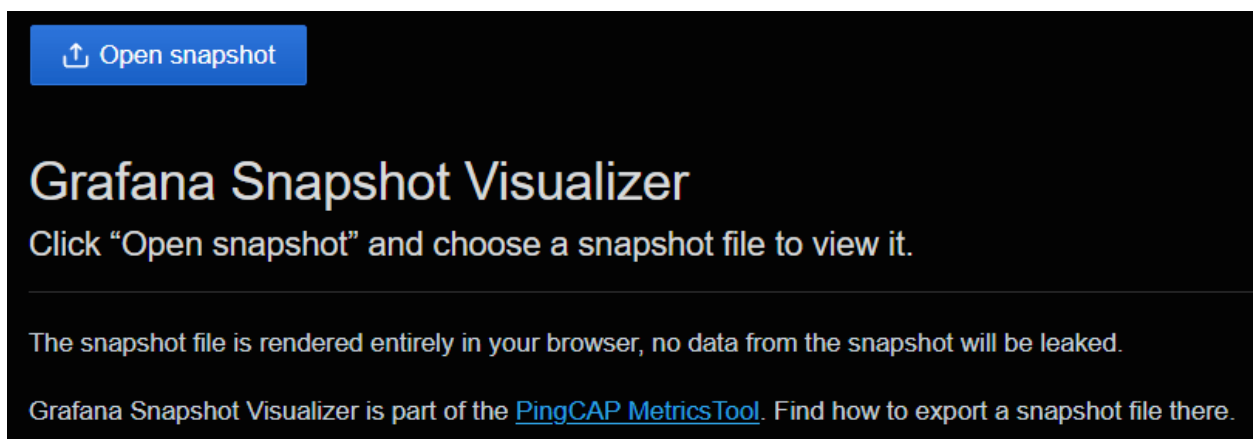 Open snapshot
Grafana Snapshot Visualizer
Click “Open snapshot” and choose a snapshot file to view it.
The snapshot file is rendered entirely in your browser, no data from the snapshot will be leaked.
Grafana Snapshot Visualizer is part of the PingCAP MetricsTool. Find how to export a snapshot file there.